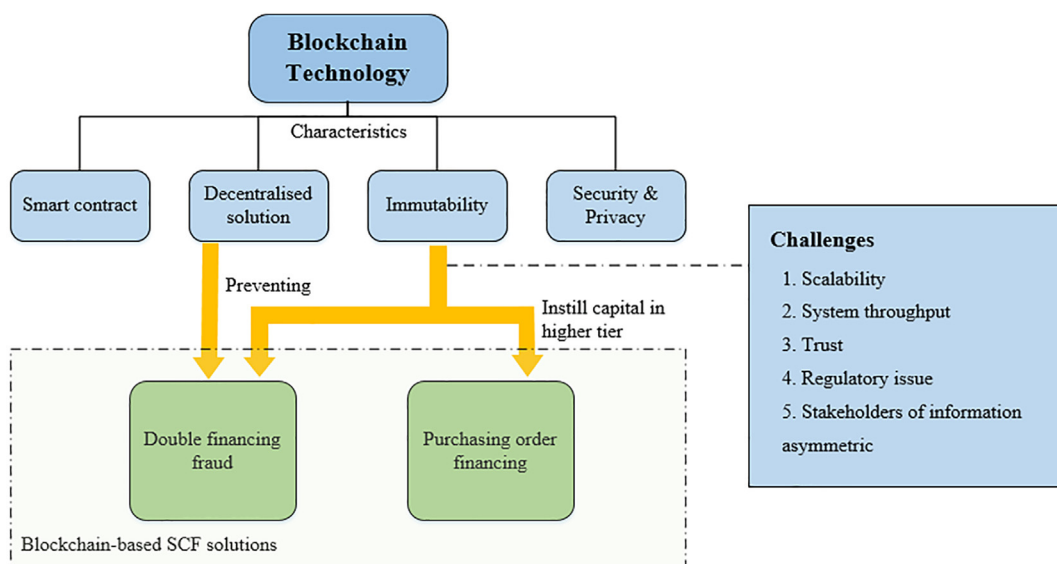 Blockchain
Technology
Characteristics
Smart contract
Decentralised
solution
Immutability
Security &
Privacy
Preventing
Instill capital in
higher tier
Challenges
1. Scalability
2. System throughput
3. Trust
4. Regulatory issue
5. Stakeholders of information
asymmetric
Double financing
fraud
Purchasing order
financing
Blockchain-based SCF solutions